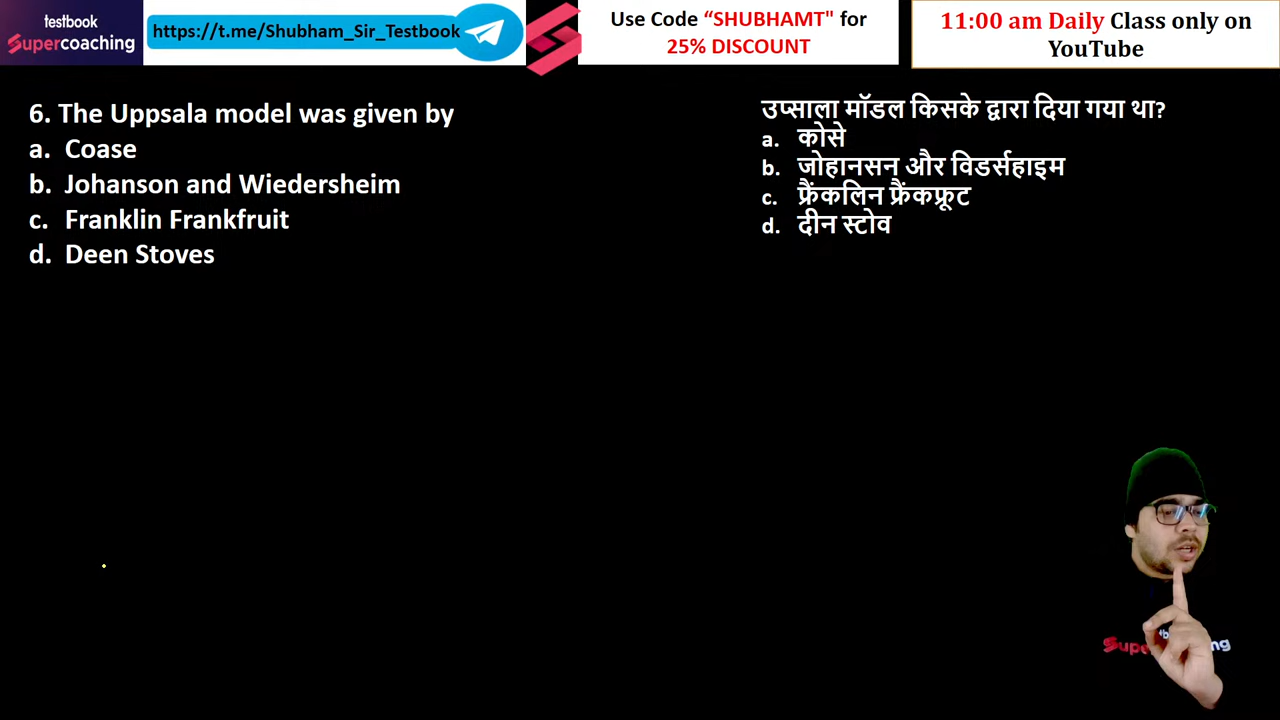 testbook
Supercoaching
https://t.me/Shubham_Sir_Testbook
Use Code “SHUBHAMT" for
25% DISCOUNT
11:00 am Daily Class only on
YouTube
6. The Uppsala model was given by
a. Coase
b. Johanson and Wiedersheim
c. Franklin Frankfruit
d. Deen Stoves
उप्साला मॉडल किसके द्वारा दिया गया था?
a. कोसे
b. जोहानसन और विडर्सहाइम
c. फ्रैंकलिन फ्रैंकफ्रूट
d. दीन स्टोव